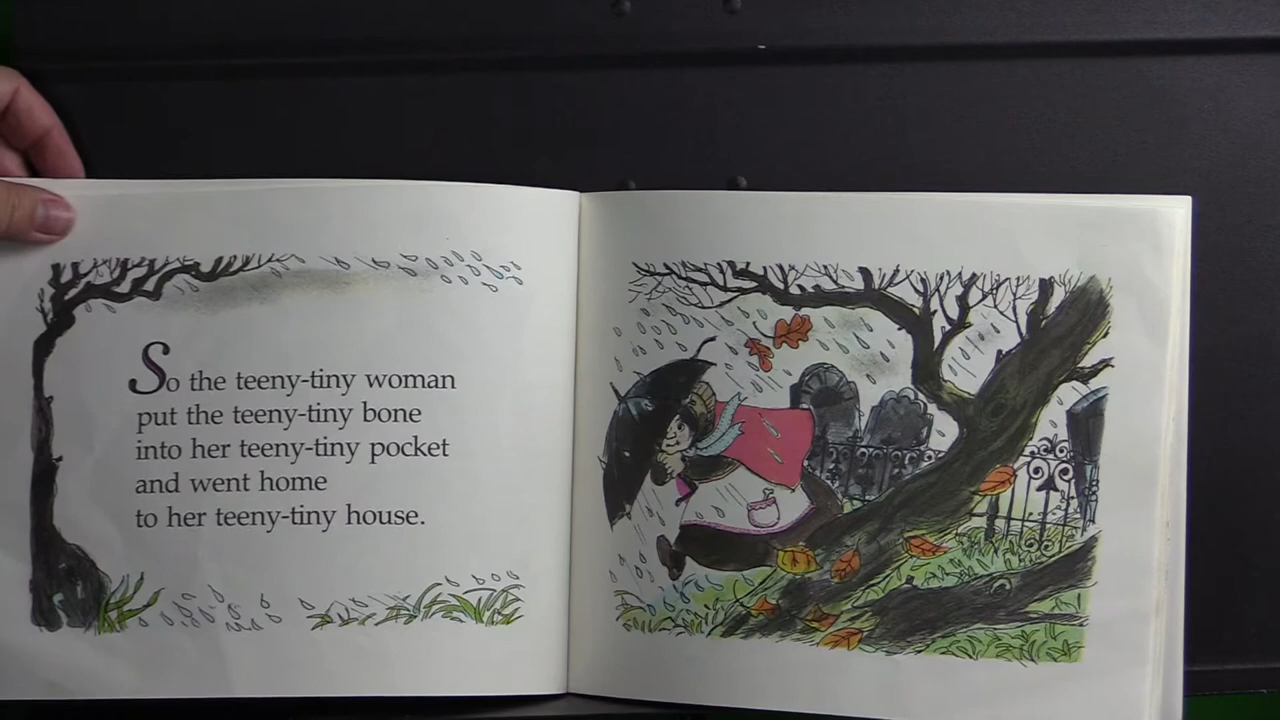 So the teeny-tiny woman
put the teeny-tiny bone
into her teeny-tiny pocket
and went home
to her teeny-tiny house.